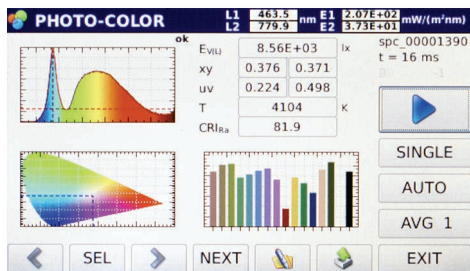 PHOTO-COLOR L1 463.5 nm E1 2.07E+02 mW/(m²nm)
L2 779.9 E2 3.73E+01
ok
EV(L) 8.56E+03 lx
xy 0.376 0.371
uv 0.224 0.498
T 4104 K
CRIRa 81.9
spc_00001390
t = 16 ms
SINGLE
AUTO
AVG 1
SEL NEXT EXIT